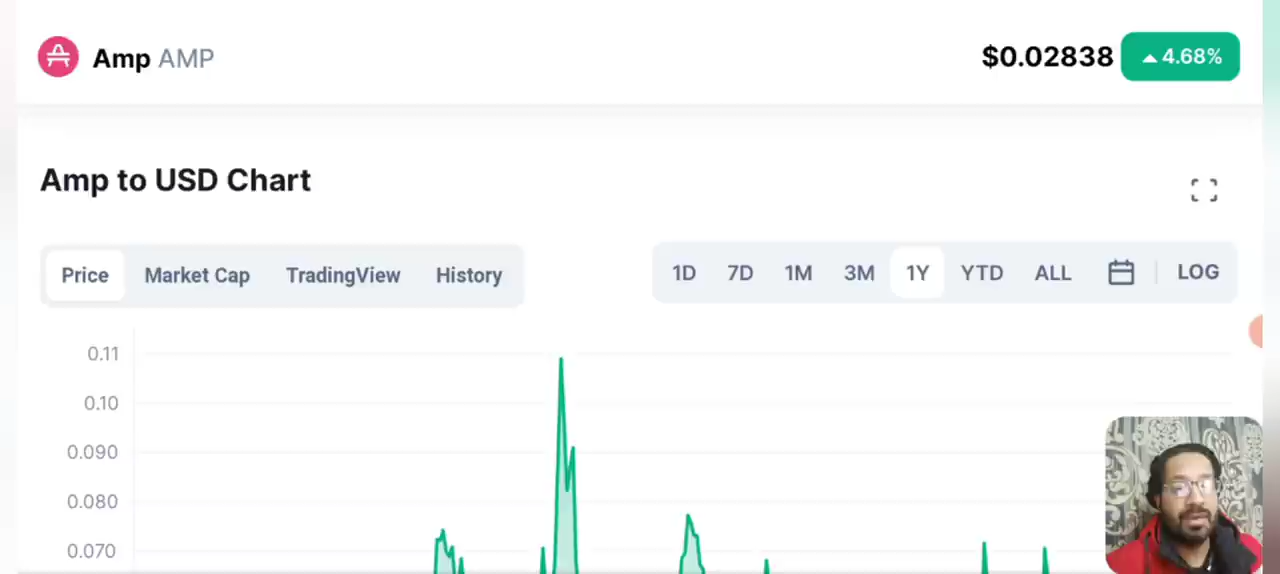 Amp AMP
$0.02838 4.68%
Amp to USD Chart
Price Market Cap TradingView History
1D 7D 1M 3M 1Y YTD ALL LOG
0.11
0.10
0.090
0.080
0.070